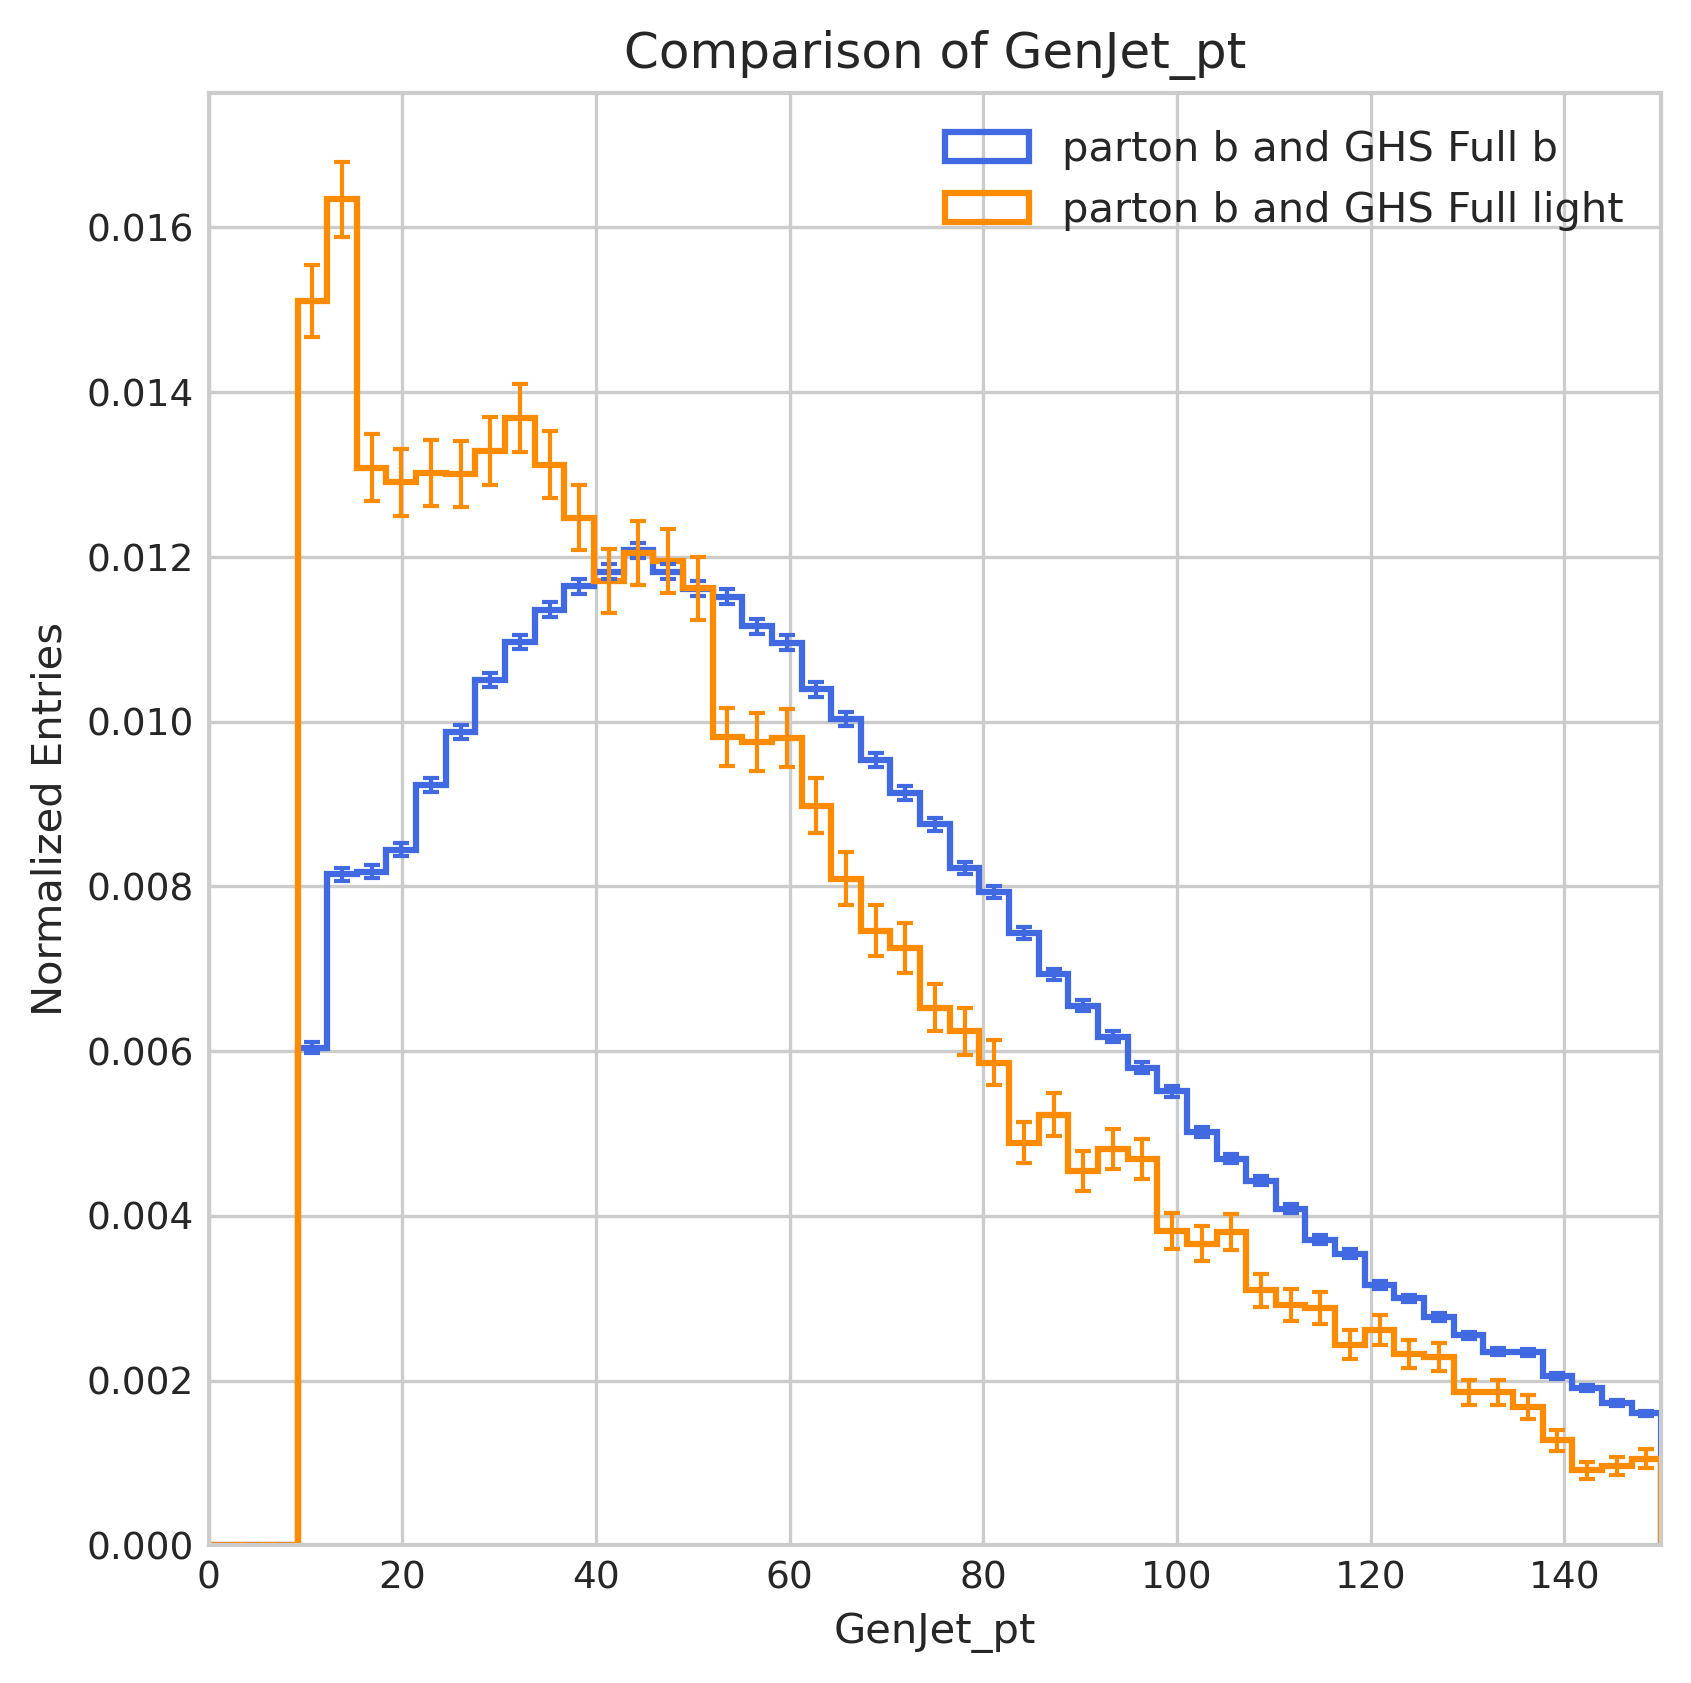 Comparison of GenJet_pt
parton b and GHS Full b
parton b and GHS Full light
0.016
0.014
0.012
0.010
0.008
0.006
0.004
0.002
0.000
Normalized Entries
0 20 40 60 80 100 120 140
GenJet_pt